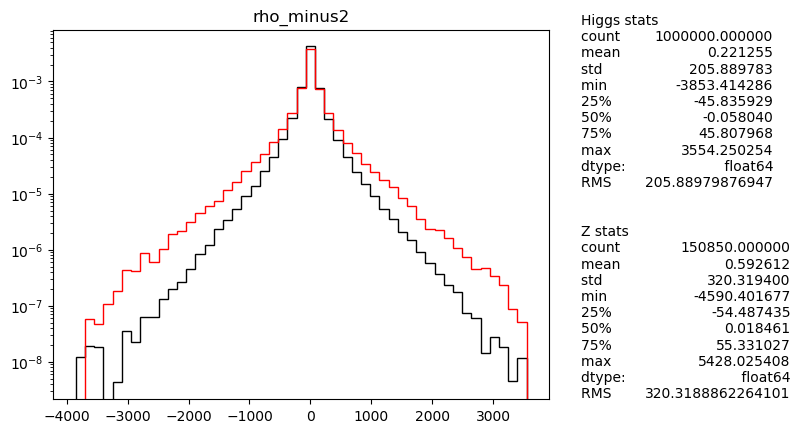 rho_minus2
10⁻³
10⁻⁴
10⁻⁵
10⁻⁶
10⁻⁷
10⁻⁸
−4000 −3000 −2000 −1000 0 1000 2000 3000
Higgs stats
count 1000000.000000
mean 0.221255
std 205.889783
min -3853.414286
25% -45.835929
50% -0.058040
75% 45.807968
max 3554.250254
dtype: float64
RMS 205.88979876947
Z stats
count 150850.000000
mean 0.592612
std 320.319400
min -4590.401677
25% -54.487435
50% 0.018461
75% 55.331027
max 5428.025408
dtype: float64
RMS 320.3188862264101